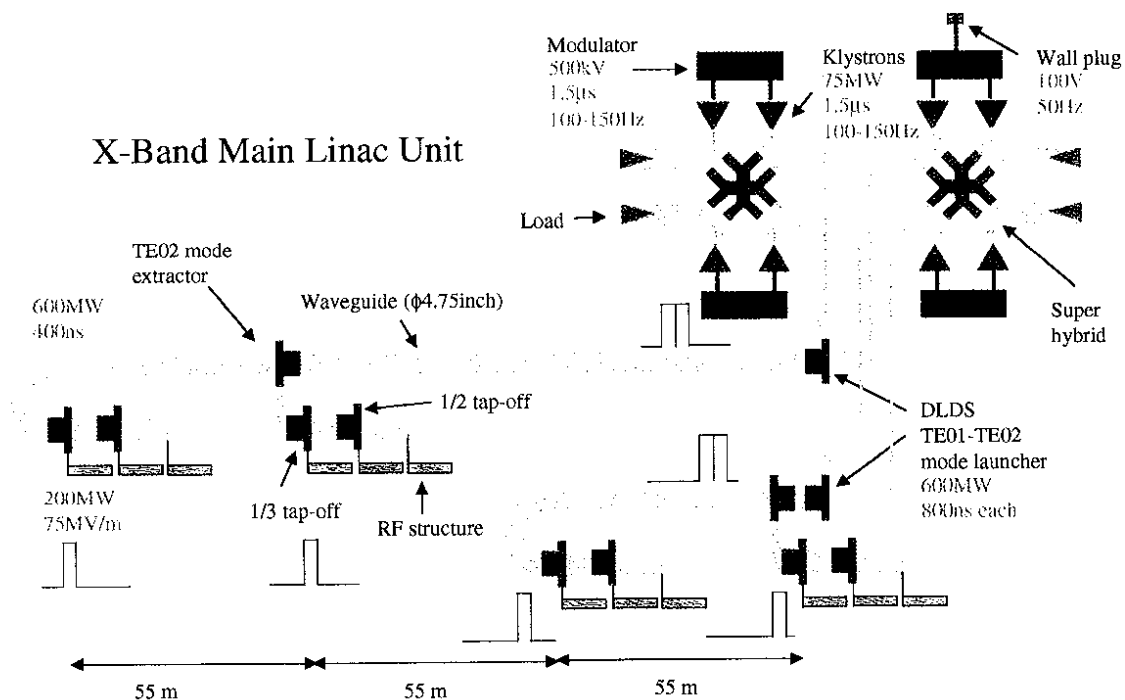 X-Band Main Linac Unit
Modulator
500kV
1.5μs
100-150Hz
Klystrons
75MW
1.5μs
100-150Hz
Wall plug
100V
50Hz
Load
Super
hybrid
TE02 mode
extractor
600MW
400ns
Waveguide (ϕ4.75inch)
1/2 tap-off
DLDS
TE01-TE02
mode launcher
600MW
800ns each
200MW
75MV/m
1/3 tap-off
RF structure
55 m
55 m
55 m